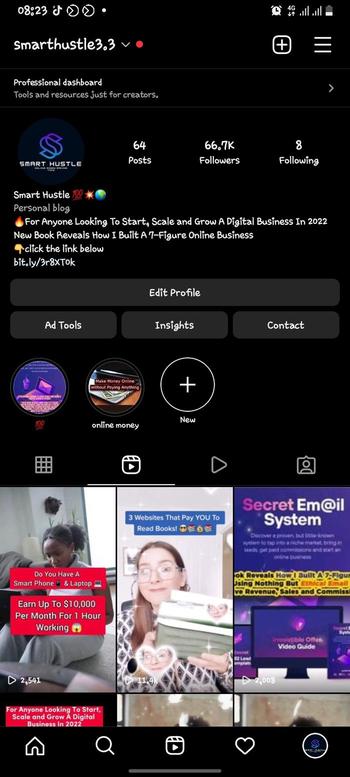 08:23
4G
smarthustle3.3
Professional dashboard
Tools and resources just for creators.
SMART HUSTLE
64
66.7K
8
Posts
Followers
Following
Smart Hustle 💯💥🌍
Personal blog
🔥For Anyone Looking To Start, Scale and Grow A Digital Business In 2022
New Book Reveals How I Built A 7-Figure Online Business
👇click the link below
bit.ly/3r8XT0k
Edit Profile
Ad Tools
Insights
Contact
Make Money Online
without Paying Anything
💯
online money
New
Do You Have A
Smart Phone & Laptop
Earn Up To $10,000
Per Month For 1 Hour
Working 😱
2,541
3 Websites That PAY YOU To
Read Books!
11.4K
Secret Em@il
System
Discover a proven, but little-known
system to tap into a niche market, bring in
leads, get paid commissions and start an
online business
ok Reveals How I Built A 7-Figur
Using Nothing But Ethical Email
ve Revenue, Sales and Commiss
Irresistible Offer
Video Guide
2,003
For Anyone Looking To Start,
Scale and Grow A Digital
Business In 2022